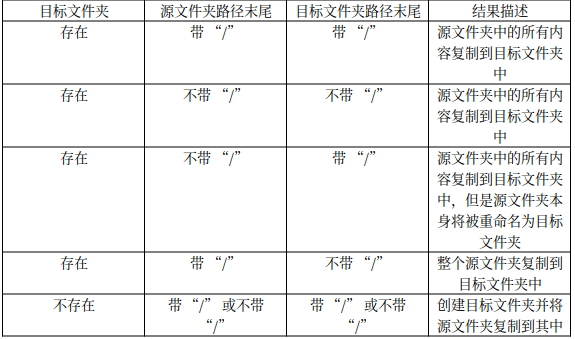 目标文件夹 源文件夹路径末尾 目标文件夹路径末尾 结果描述
存在 带 “/” 带 “/” 源文件夹中的所有内
容复制到目标文件夹
中
存在 不带 “/” 不带 “/” 源文件夹中的所有内
容复制到目标文件夹
中
存在 不带 “/” 带 “/” 源文件夹中的所有内
容复制到目标文件夹
中，但是源文件夹本
身将被重命名为目标
文件夹
存在 带 “/” 不带 “/” 整个源文件夹复制到
目标文件夹中
不存在 带 “/” 或不带 带 “/” 或不带 创建目标文件夹并将
“/” “/” 源文件夹复制到其中